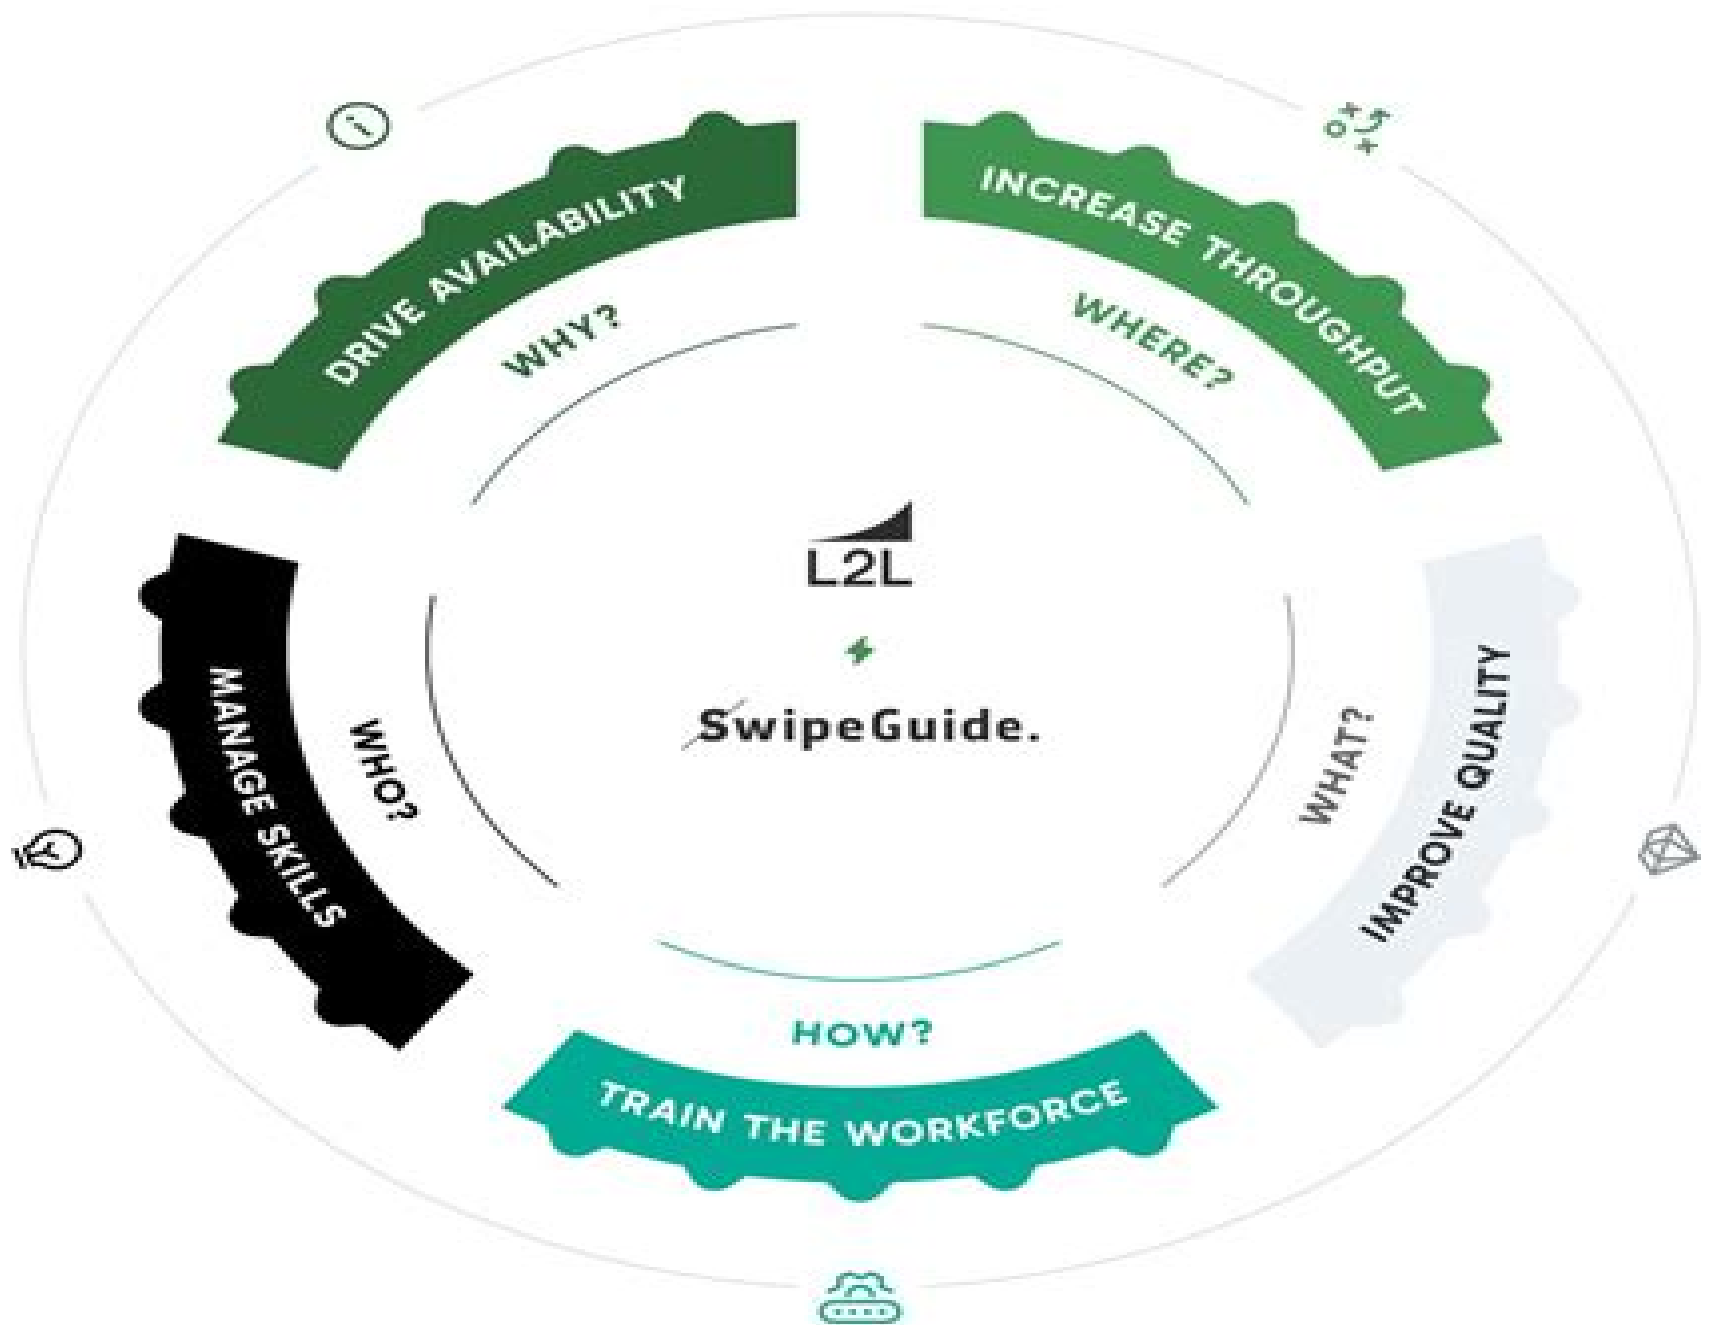 DRIVE AVAILABILITY
WHY?
INCREASE THROUGHPUT
WHERE?
L2L
SwipeGuide.
MANAGE SKILLS
WHO?
WHAT?
IMPROVE QUALITY
HOW?
TRAIN THE WORKFORCE